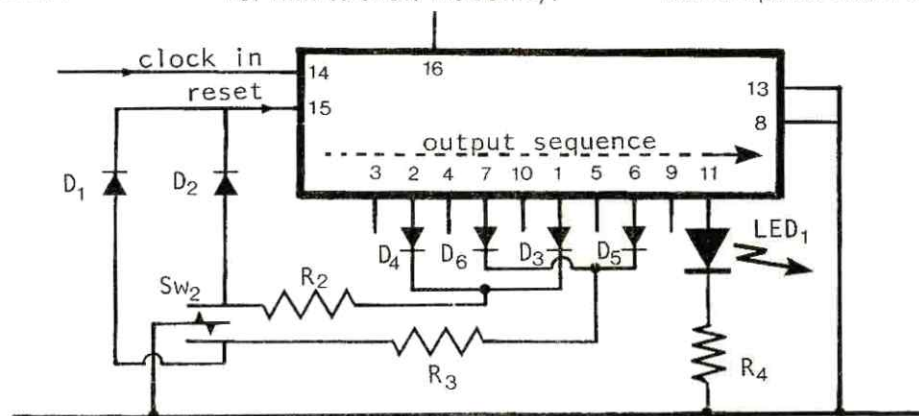 clock in
14
16
13
reset
15
8
output sequence
3 2 4 7 10 1 5 6 9 11
D1 D2
D4 D6 D3 D5
LED1
Sw2
R2
R3
R4